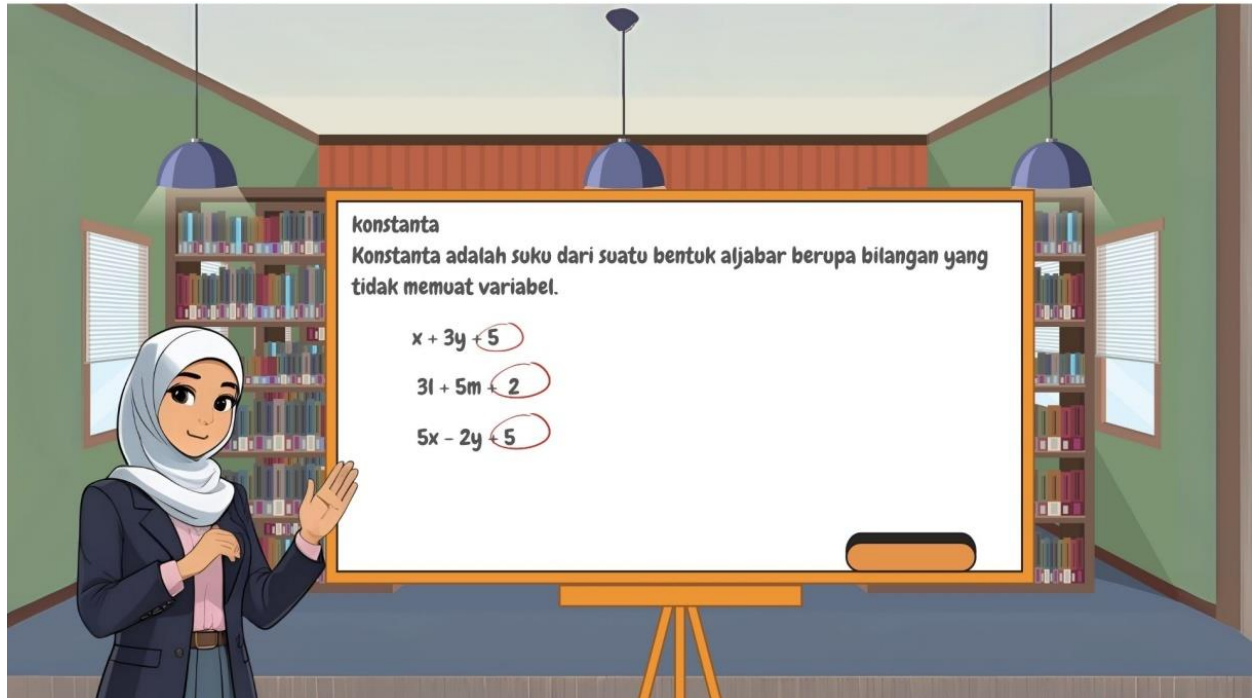 konstanta
Konstanta adalah suku dari suatu bentuk aljabar berupa bilangan yang
tidak memuat variabel.
x + 3y + 5
3l + 5m + 2
5x – 2y + 5